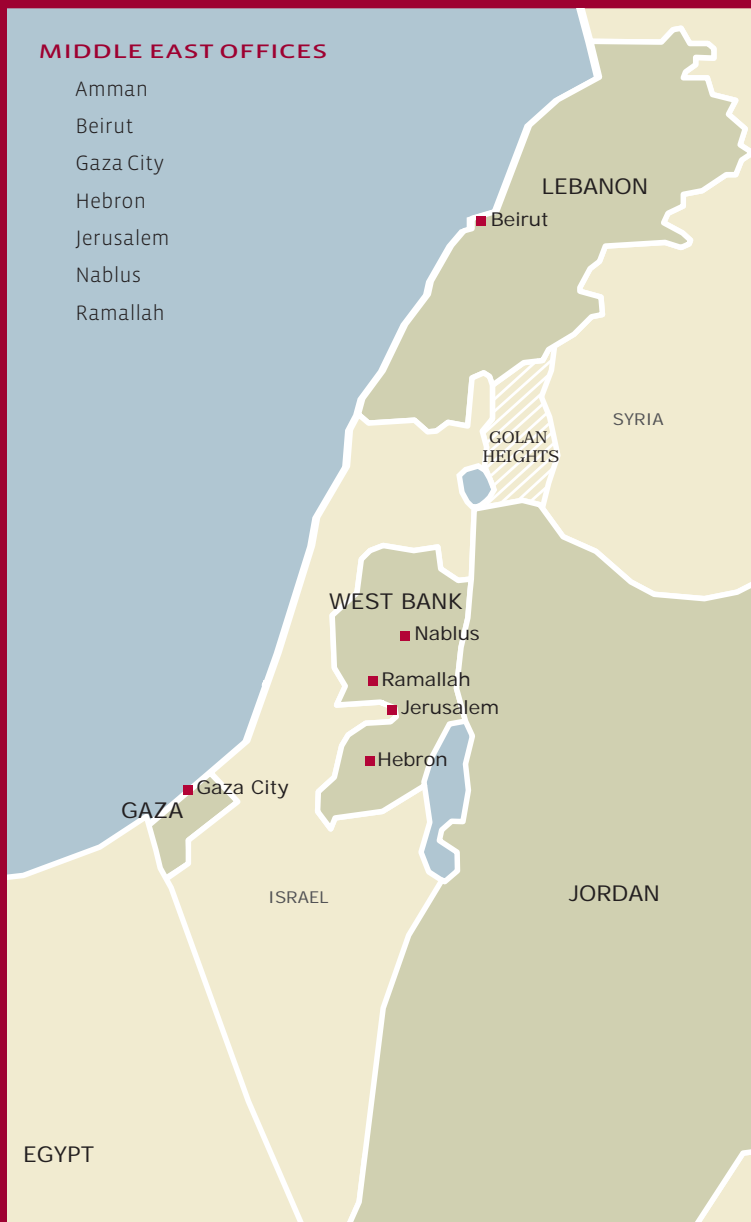 MIDDLE EAST OFFICES
Amman
Beirut
Gaza City
Hebron
Jerusalem
Nablus
Ramallah
LEBANON
Beirut
SYRIA
GOLAN
HEIGHTS
WEST BANK
Nablus
Ramallah
Jerusalem
Hebron
Gaza City
GAZA
ISRAEL
JORDAN
EGYPT